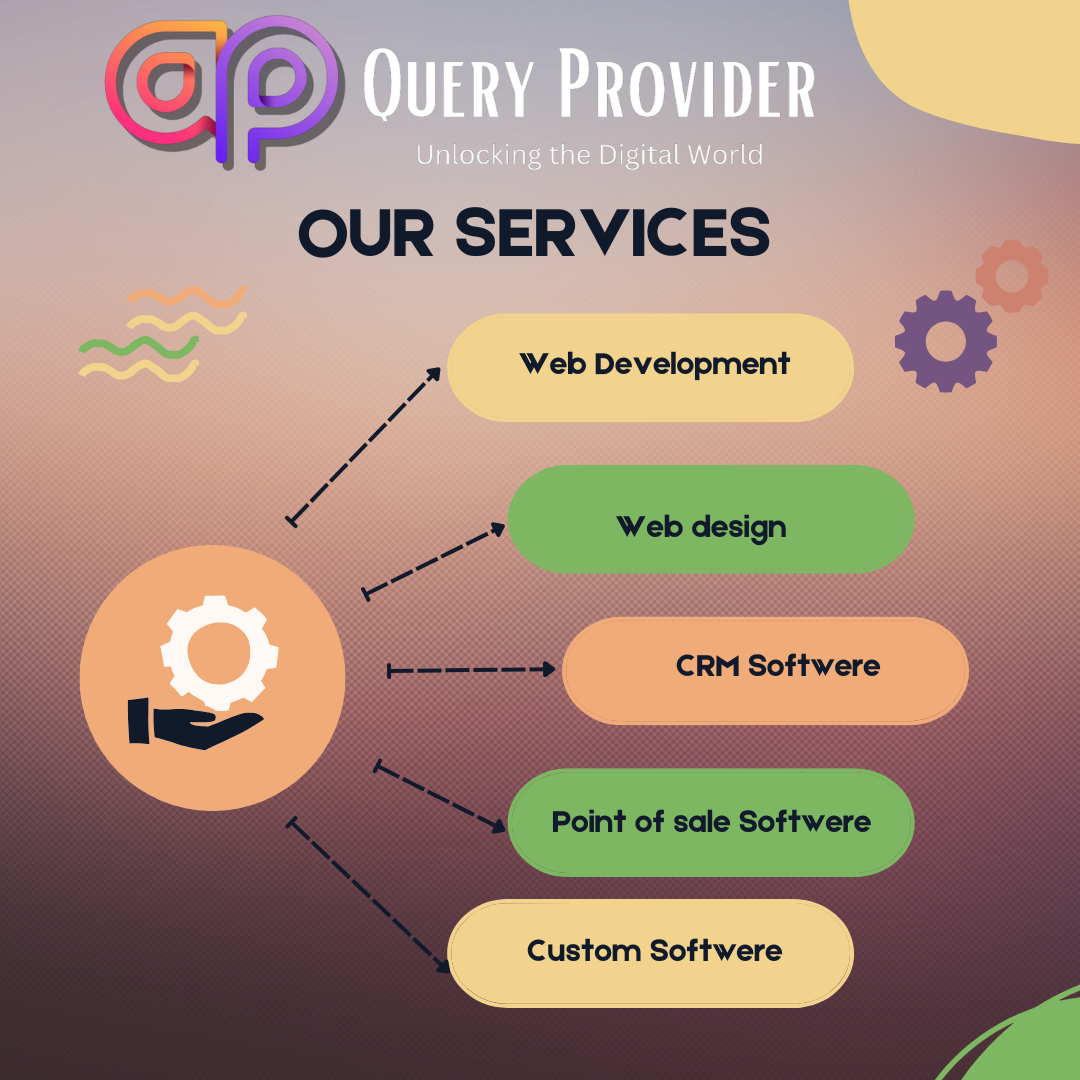 QUERY PROVIDER
Unlocking the Digital World
OUR SERVICES
Web Development
Web design
CRM Softwere
Point of sale Softwere
Custom Softwere